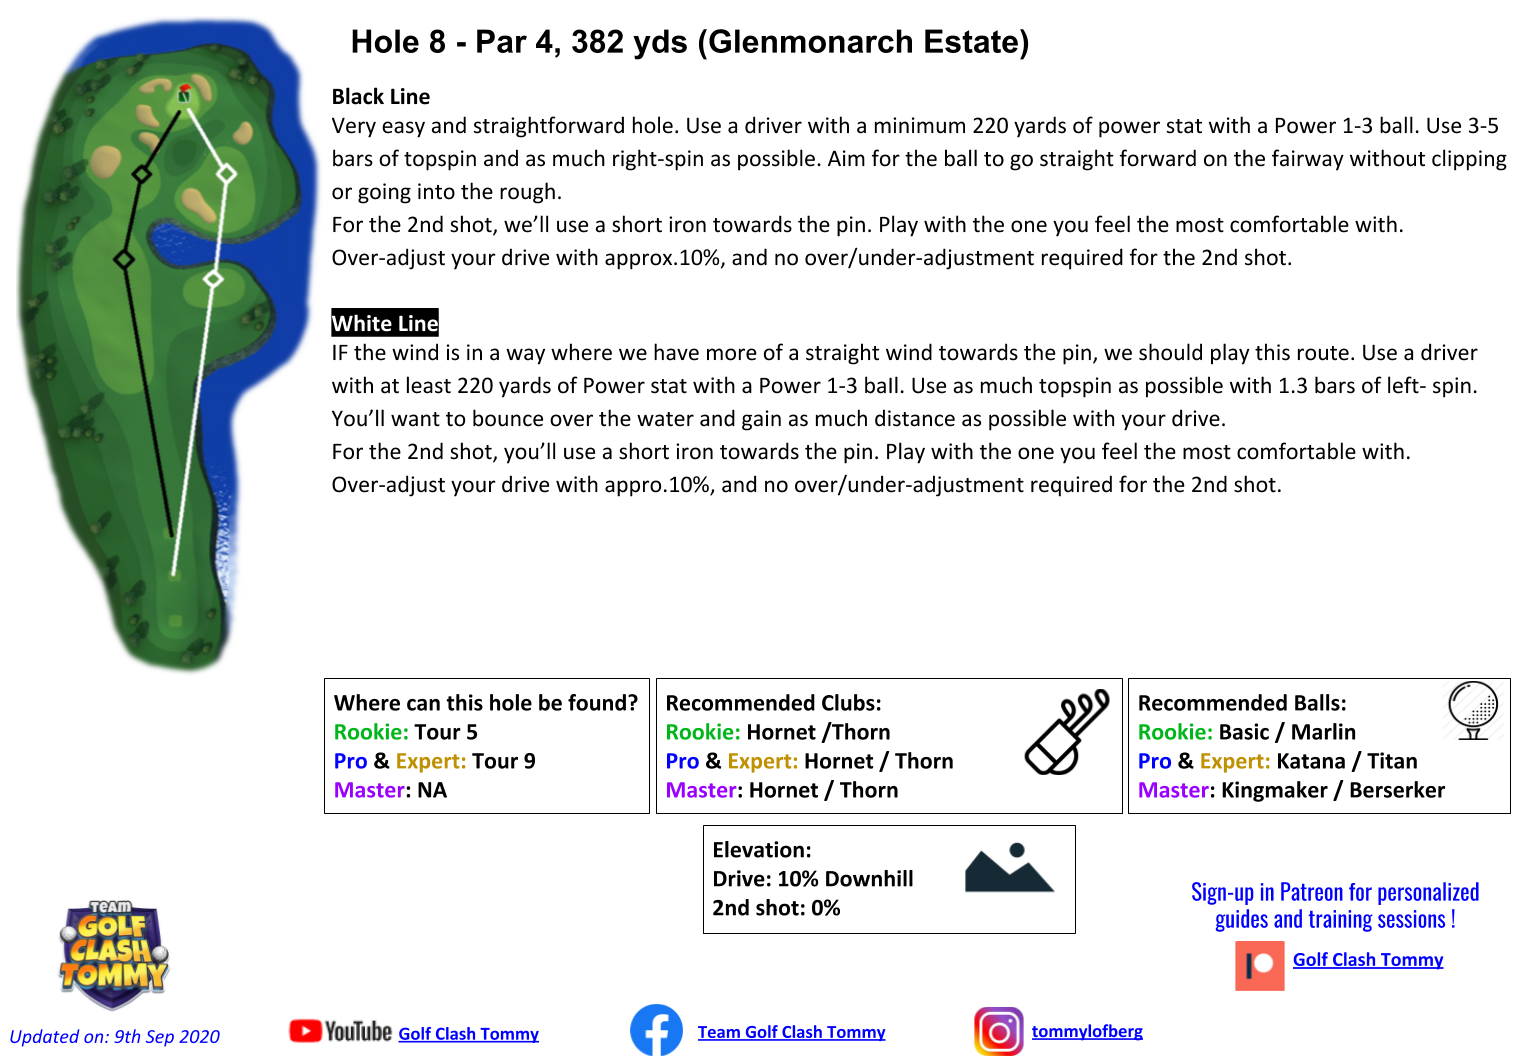 Hole 8 - Par 4, 382 yds (Glenmonarch Estate)
Black Line
Very easy and straightforward hole. Use a driver with a minimum 220 yards of power stat with a Power 1-3 ball. Use 3-5
bars of topspin and as much right-spin as possible. Aim for the ball to go straight forward on the fairway without clipping
or going into the rough.
For the 2nd shot, we’ll use a short iron towards the pin. Play with the one you feel the most comfortable with.
Over-adjust your drive with approx.10%, and no over/under-adjustment required for the 2nd shot.
White Line
IF the wind is in a way where we have more of a straight wind towards the pin, we should play this route. Use a driver
with at least 220 yards of Power stat with a Power 1-3 ball. Use as much topspin as possible with 1.3 bars of left- spin.
You’ll want to bounce over the water and gain as much distance as possible with your drive.
For the 2nd shot, you’ll use a short iron towards the pin. Play with the one you feel the most comfortable with.
Over-adjust your drive with appro.10%, and no over/under-adjustment required for the 2nd shot.
Where can this hole be found?
Rookie: Tour 5
Pro & Expert: Tour 9
Master: NA
Recommended Clubs:
Rookie: Hornet /Thorn
Pro & Expert: Hornet / Thorn
Master: Hornet / Thorn
Recommended Balls:
Rookie: Basic / Marlin
Pro & Expert: Katana / Titan
Master: Kingmaker / Berserker
Elevation:
Drive: 10% Downhill
2nd shot: 0%
Sign-up in Patreon for personalized
guides and training sessions !
Golf Clash Tommy
TEAM
GOLF
CLASH
TOMMY
Updated on: 9th Sep 2020
YouTube Golf Clash Tommy
Team Golf Clash Tommy
tommylofberg